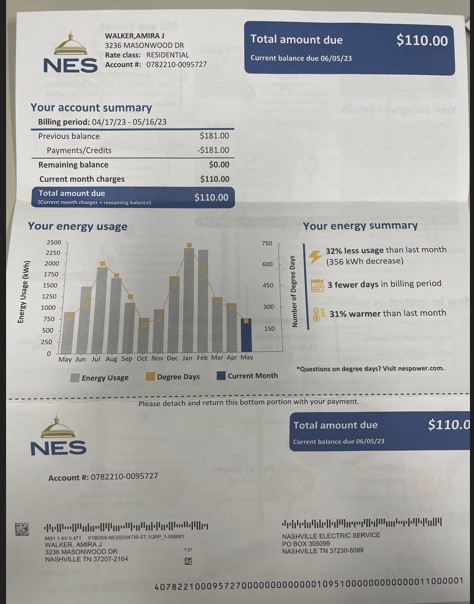 NES
WALKER,AMIRA J
3236 MASONWOOD DR
Rate class: RESIDENTIAL
Account #: 0782210-0095727
Total amount due $110.00
Current balance due 06/05/23
Your account summary
Billing period: 04/17/23 - 05/16/23
Previous balance $181.00
Payments/Credits -$181.00
Remaining balance $0.00
Current month charges $110.00
Total amount due $110.00
(Current month charges + remaining balance)
Your energy usage
Energy Usage (kWh)
2500
2250
2000
1750
1500
1250
1000
750
500
250
0
750
600
450
300
150
Number of Degree Days
May Jun Jul Aug Sep Oct Nov Dec Jan Feb Mar Apr May
Energy Usage Degree Days Current Month
Your energy summary
32% less usage than last month
(356 kWh decrease)
3 fewer days in billing period
31% warmer than last month
*Questions on degree days? Visit nespower.com.
Please detach and return this bottom portion with your payment.
NES
Total amount due $110.0
Current balance due 06/05/23
Account #: 0782210-0095727
WALKER, AMIRA J
3236 MASONWOOD DR
NASHVILLE TN 37207-2164
NASHVILLE ELECTRIC SERVICE
PO BOX 305099
NASHVILLE TN 37230-5099